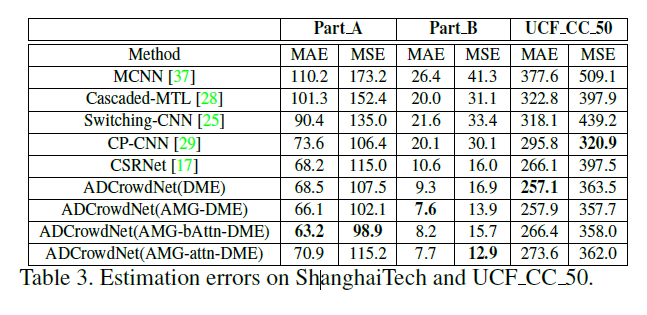 Part_A Part_B UCF_CC_50
Method MAE MSE MAE MSE MAE MSE
MCNN [37] 110.2 173.2 26.4 41.3 377.6 509.1
Cascaded-MTL [28] 101.3 152.4 20.0 31.1 322.8 397.9
Switching-CNN [25] 90.4 135.0 21.6 33.4 318.1 439.2
CP-CNN [29] 73.6 106.4 20.1 30.1 295.8 320.9
CSRNet [17] 68.2 115.0 10.6 16.0 266.1 397.5
ADCrowdNet(DME) 68.5 107.5 9.3 16.9 257.1 363.5
ADCrowdNet(AMG-DME) 66.1 102.1 7.6 13.9 257.9 357.7
ADCrowdNet(AMG-bAttn-DME) 63.2 98.9 8.2 15.7 266.4 358.0
ADCrowdNet(AMG-attn-DME) 70.9 115.2 7.7 12.9 273.6 362.0
Table 3. Estimation errors on ShanghaiTech and UCF_CC_50.